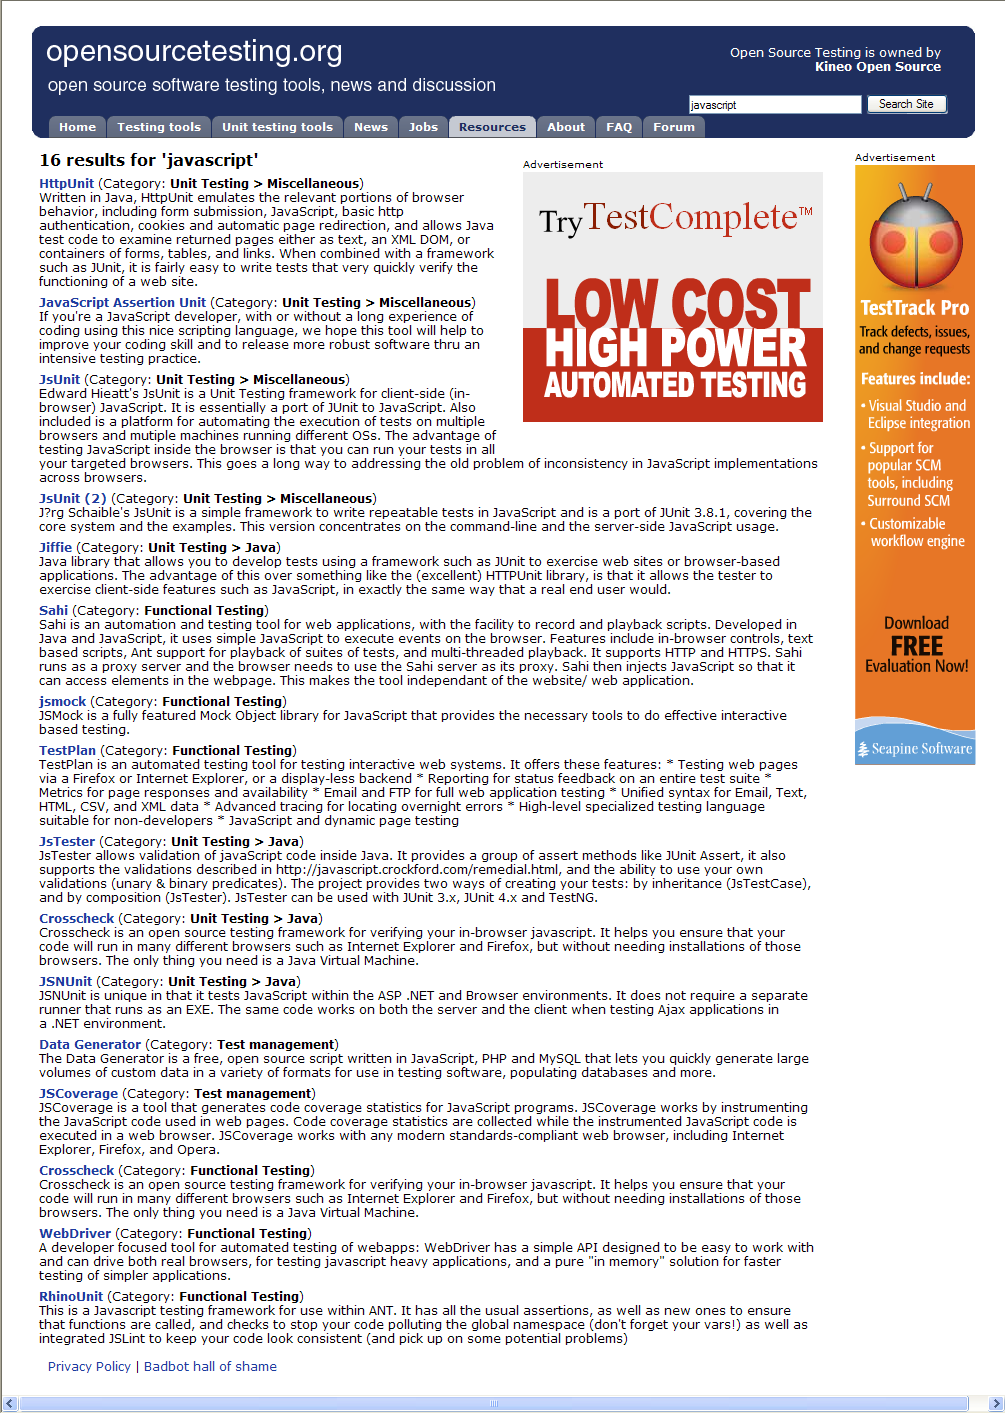 opensourcetesting.org
open source software testing tools, news and discussion
Open Source Testing is owned by
Kineo Open Source
javascript
Search Site
Home Testing tools Unit testing tools News Jobs Resources About FAQ Forum
16 results for 'javascript'
HttpUnit (Category: Unit Testing > Miscellaneous)
Written in Java, HttpUnit emulates the relevant portions of browser
behavior, including form submission, JavaScript, basic http
authentication, cookies and automatic page redirection, and allows Java
test code to examine returned pages either as text, an XML DOM, or
containers of forms, tables, and links. When combined with a framework
such as JUnit, it is fairly easy to write tests that very quickly verify the
functioning of a web site.
JavaScript Assertion Unit (Category: Unit Testing > Miscellaneous)
If you're a JavaScript developer, with or without a long experience of
coding using this nice scripting language, we hope this tool will help to
improve your coding skill and to release more robust software thru an
intensive testing practice.
JsUnit (Category: Unit Testing > Miscellaneous)
Edward Hieatt's JsUnit is a Unit Testing framework for client-side (in-
browser) JavaScript. It is essentially a port of JUnit to JavaScript. Also
included is a platform for automating the execution of tests on multiple
browsers and mutiple machines running different OSs. The advantage of
testing JavaScript inside the browser is that you can run your tests in all
your targeted browsers. This goes a long way to addressing the old problem of inconsistency in JavaScript implementations
across browsers.
JsUnit (2) (Category: Unit Testing > Miscellaneous)
J?rg Schaible's JsUnit is a simple framework to write repeatable tests in JavaScript and is a port of JUnit 3.8.1, covering the
core system and the examples. This version concentrates on the command-line and the server-side JavaScript usage.
Jiffie (Category: Unit Testing > Java)
Java library that allows you to develop tests using a framework such as JUnit to exercise web sites or browser-based
applications. The advantage of this over something like the (excellent) HTTPUnit library, is that it allows the tester to
exercise client-side features such as JavaScript, in exactly the same way that a real end user would.
Sahi (Category: Functional Testing)
Sahi is an automation and testing tool for web applications, with the facility to record and playback scripts. Developed in
Java and JavaScript, it uses simple JavaScript to execute events on the browser. Features include in-browser controls, text
based scripts, Ant support for playback of suites of tests, and multi-threaded playback. It supports HTTP and HTTPS. Sahi
runs as a proxy server and the browser needs to use the Sahi server as its proxy. Sahi then injects JavaScript so that it
can access elements in the webpage. This makes the tool independant of the website/ web application.
jsmock (Category: Functional Testing)
JSMock is a fully featured Mock Object library for JavaScript that provides the necessary tools to do effective interactive
based testing.
TestPlan (Category: Functional Testing)
TestPlan is an automated testing tool for testing interactive web systems. It offers these features: * Testing web pages
via a Firefox or Internet Explorer, or a display-less backend * Reporting for status feedback on an entire test suite *
Metrics for page responses and availability * Email and FTP for full web application testing * Unified syntax for Email, Text,
HTML, CSV, and XML data * Advanced tracing for locating overnight errors * High-level specialized testing language
suitable for non-developers * JavaScript and dynamic page testing
JsTester (Category: Unit Testing > Java)
JsTester allows validation of javaScript code inside Java. It provides a group of assert methods like JUnit Assert, it also
supports the validations described in http://javascript.crockford.com/remedial.html, and the ability to use your own
validations (unary & binary predicates). The project provides two ways of creating your tests: by inheritance (JsTestCase),
and by composition (JsTester). JsTester can be used with JUnit 3.x, JUnit 4.x and TestNG.
Crosscheck (Category: Unit Testing > Java)
Crosscheck is an open source testing framework for verifying your in-browser javascript. It helps you ensure that your
code will run in many different browsers such as Internet Explorer and Firefox, but without needing installations of those
browsers. The only thing you need is a Java Virtual Machine.
JSNUnit (Category: Unit Testing > Java)
JSNUnit is unique in that it tests JavaScript within the ASP .NET and Browser environments. It does not require a separate
runner that runs as an EXE. The same code works on both the server and the client when testing Ajax applications in
a .NET environment.
Data Generator (Category: Test management)
The Data Generator is a free, open source script written in JavaScript, PHP and MySQL that lets you quickly generate large
volumes of custom data in a variety of formats for use in testing software, populating databases and more.
JSCoverage (Category: Test management)
JSCoverage is a tool that generates code coverage statistics for JavaScript programs. JSCoverage works by instrumenting
the JavaScript code used in web pages. Code coverage statistics are collected while the instrumented JavaScript code is
executed in a web browser. JSCoverage works with any modern standards-compliant web browser, including Internet
Explorer, Firefox, and Opera.
Crosscheck (Category: Functional Testing)
Crosscheck is an open source testing framework for verifying your in-browser javascript. It helps you ensure that your
code will run in many different browsers such as Internet Explorer and Firefox, but without needing installations of those
browsers. The only thing you need is a Java Virtual Machine.
WebDriver (Category: Functional Testing)
A developer focused tool for automated testing of webapps: WebDriver has a simple API designed to be easy to work with
and can drive both real browsers, for testing javascript heavy applications, and a pure "in memory" solution for faster
testing of simpler applications.
RhinoUnit (Category: Functional Testing)
This is a Javascript testing framework for use within ANT. It has all the usual assertions, as well as new ones to ensure
that functions are called, and checks to stop your code polluting the global namespace (don't forget your vars!) as well as
integrated JSLint to keep your code look consistent (and pick up on some potential problems)
Privacy Policy | Badbot hall of shame
Advertisement
Try TestComplete™
LOW COST
HIGH POWER
AUTOMATED TESTING
Advertisement
TestTrack Pro
Track defects, issues,
and change requests
Features include:
• Visual Studio and
Eclipse integration
• Support for
popular SCM
tools, including
Surround SCM
• Customizable
workflow engine
Download
FREE
Evaluation Now!
Seapine Software